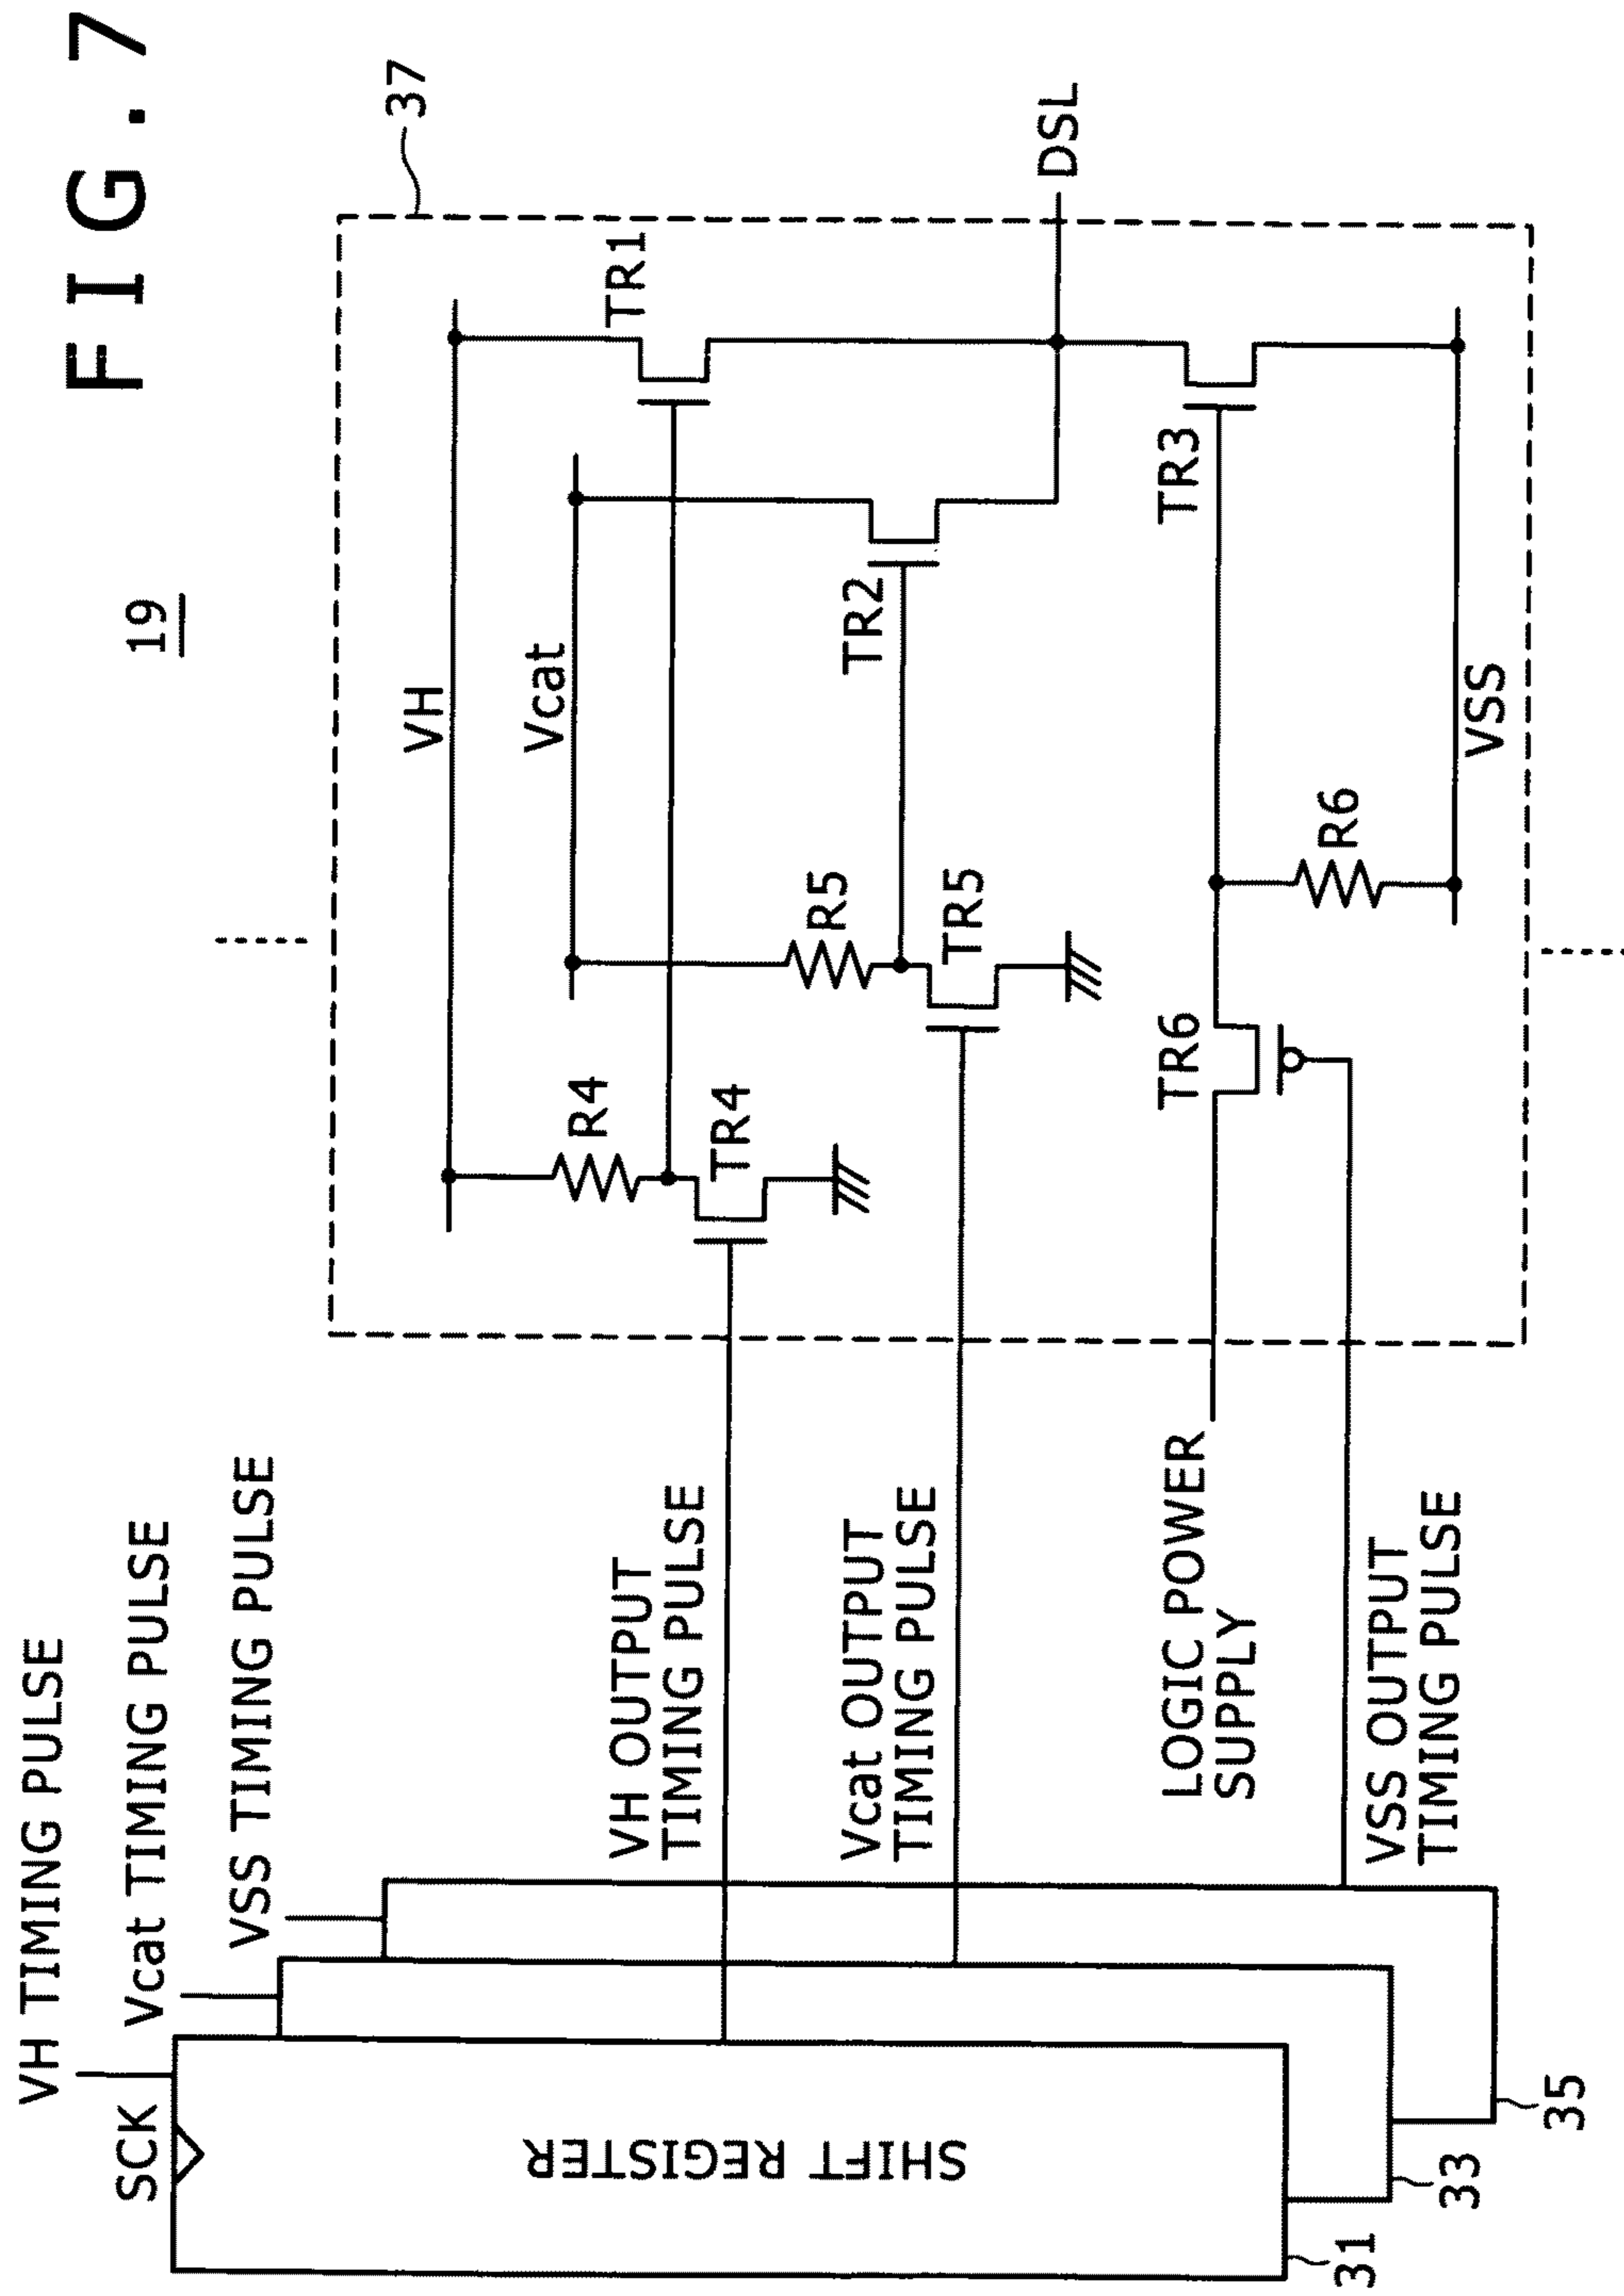 FIG.7
19
37
VH TIMING PULSE
Vcat TIMING PULSE
VSS TIMING PULSE
SCK
SHIFT REGISTER
31
33
35
VH OUTPUT
TIMING PULSE
Vcat OUTPUT
TIMING PULSE
LOGIC POWER
SUPPLY
VSS OUTPUT
TIMING PULSE
VH
Vcat
R4
TR4
R5
TR5
TR6
R6
TR1
TR2
TR3
VSS
DSL